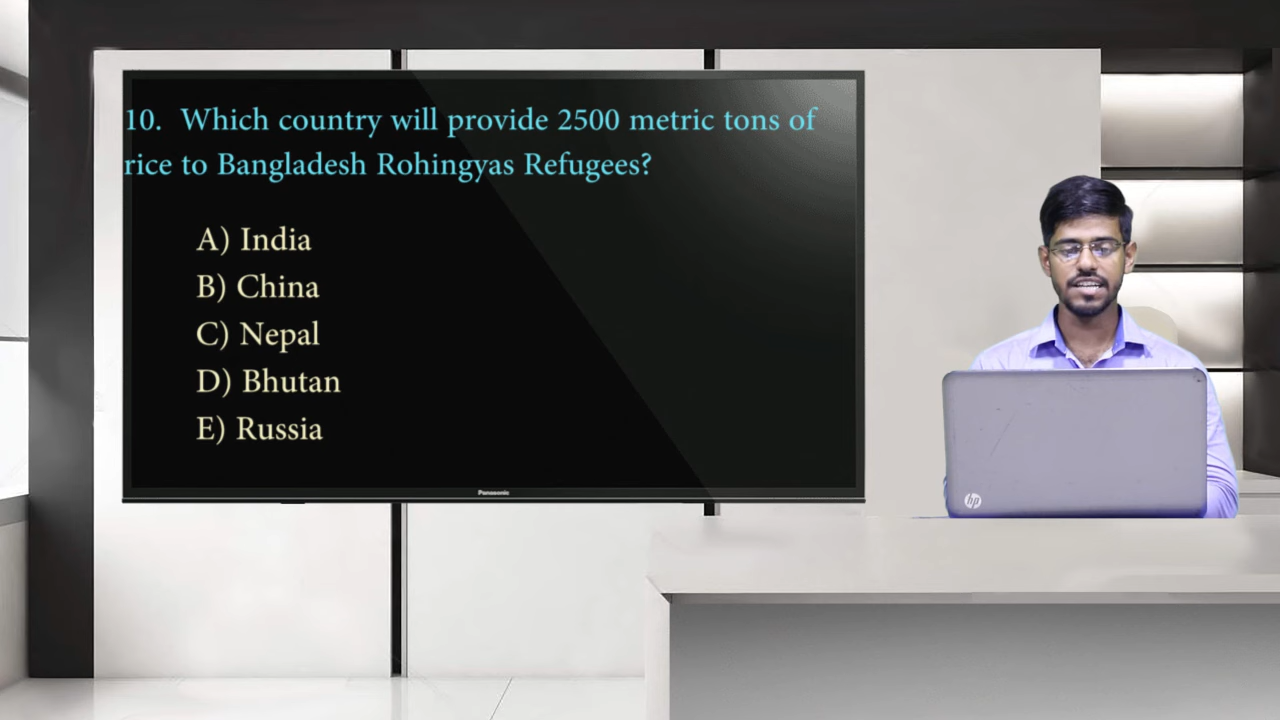 10. Which country will provide 2500 metric tons of
rice to Bangladesh Rohingyas Refugees?
A) India
B) China
C) Nepal
D) Bhutan
E) Russia
Panasonic
hp